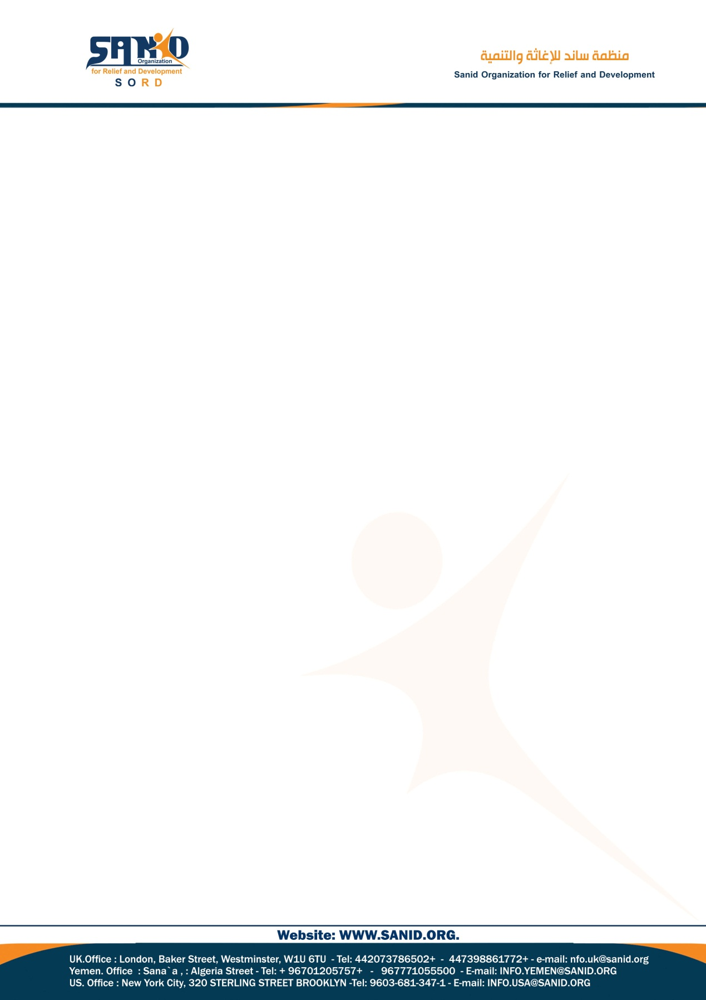 SANID
Organization
for Relief and Development
S O R D
منظمة ساند للإغاثة والتنمية
Sanid Organization for Relief and Development
Website: WWW.SANID.ORG.
UK.Office : London, Baker Street, Westminster, W1U 6TU - Tel: 442073786502+ - 447398861772+ - e-mail: nfo.uk@sanid.org
Yemen. Office : Sana`a , : Algeria Street - Tel: + 96701205757+ - 967771055500 - E-mail: INFO.YEMEN@SANID.ORG
US. Office : New York City, 320 STERLING STREET BROOKLYN -Tel: 9603-681-347-1 - E-mail: INFO.USA@SANID.ORG